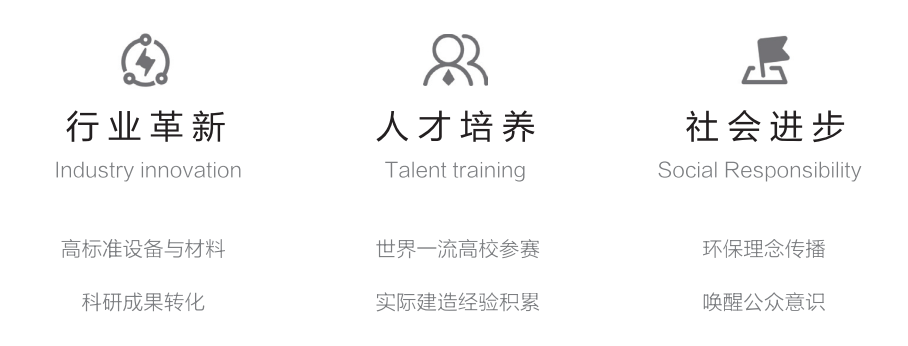 行业革新
Industry innovation
高标准设备与材料
科研成果转化
人才培养
Talent training
世界一流高校参赛
实际建造经验积累
社会进步
Social Responsibility
环保理念传播
唤醒公众意识